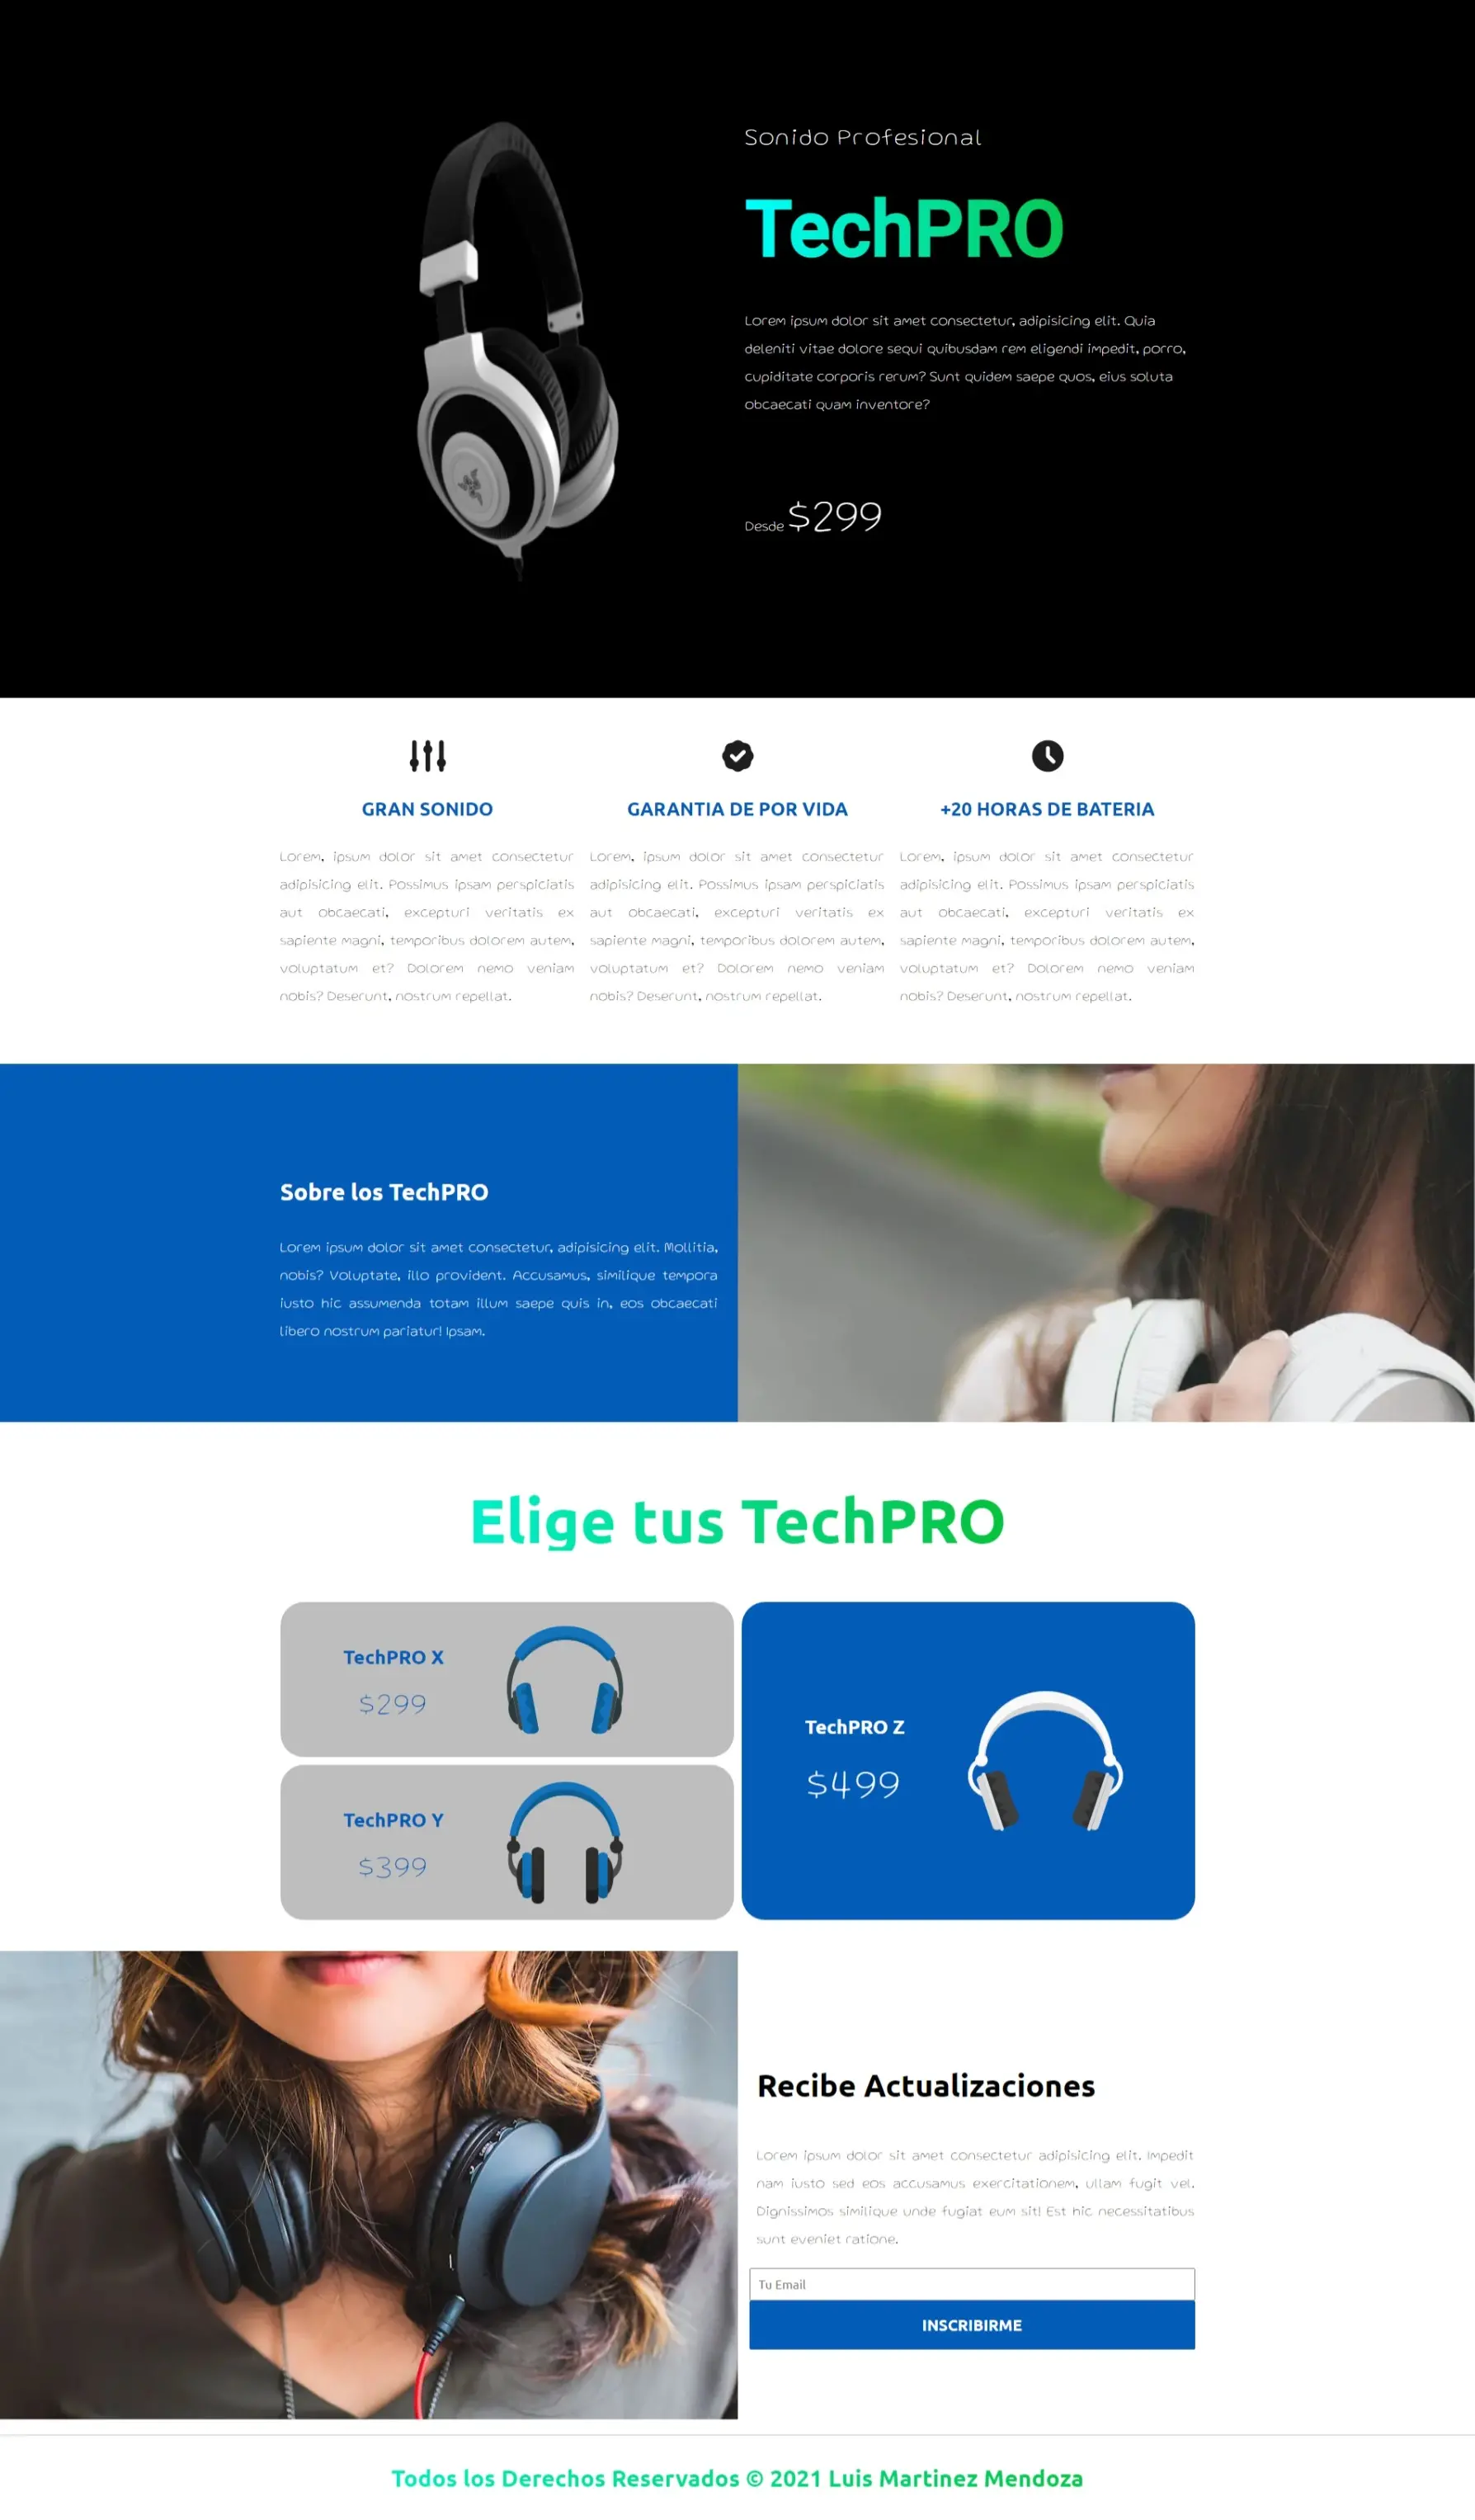 Sonido Profesional
TechPRO
Lorem ipsum dolor sit amet consectetur, adipisicing elit. Quia
deleniti vitae dolore sequi quibusdam rem eligendi impedit, porro,
cupiditate corporis rerum? Sunt quidem saepe quos, eius soluta
obcaecati quam inventore?
Desde $299
GRAN SONIDO
Lorem, ipsum dolor sit amet consectetur
adipisicing elit. Possimus ipsam perspiciatis
aut obcaecati, excepturi veritatis ex
sapiente magni, temporibus dolorem autem,
voluptatum et? Dolorem nemo veniam
nobis? Deserunt, nostrum repellat.
GARANTIA DE POR VIDA
Lorem, ipsum dolor sit amet consectetur
adipisicing elit. Possimus ipsam perspiciatis
aut obcaecati, excepturi veritatis ex
sapiente magni, temporibus dolorem autem,
voluptatum et? Dolorem nemo veniam
nobis? Deserunt, nostrum repellat.
+20 HORAS DE BATERIA
Lorem, ipsum dolor sit amet consectetur
adipisicing elit. Possimus ipsam perspiciatis
aut obcaecati, excepturi veritatis ex
sapiente magni, temporibus dolorem autem,
voluptatum et? Dolorem nemo veniam
nobis? Deserunt, nostrum repellat.
Sobre los TechPRO
Lorem ipsum dolor sit amet consectetur, adipisicing elit. Mollitia,
nobis? Voluptate, illo provident. Accusamus, similique tempora
iusto hic assumenda totam illum saepe quis in, eos obcaecati
libero nostrum pariatur! Ipsam.
Elige tus TechPRO
TechPRO X
$299
TechPRO Y
$399
TechPRO Z
$499
Recibe Actualizaciones
Lorem ipsum dolor sit amet consectetur adipisicing elit. Impedit
nam iusto sed eos accusamus exercitationem, ullam fugit vel.
Dignissimos similique unde fugiat eum sit! Est hic necessitatibus
sunt eveniet ratione.
Tu Email
INSCRIBIRME
Todos los Derechos Reservados © 2021 Luis Martinez Mendoza